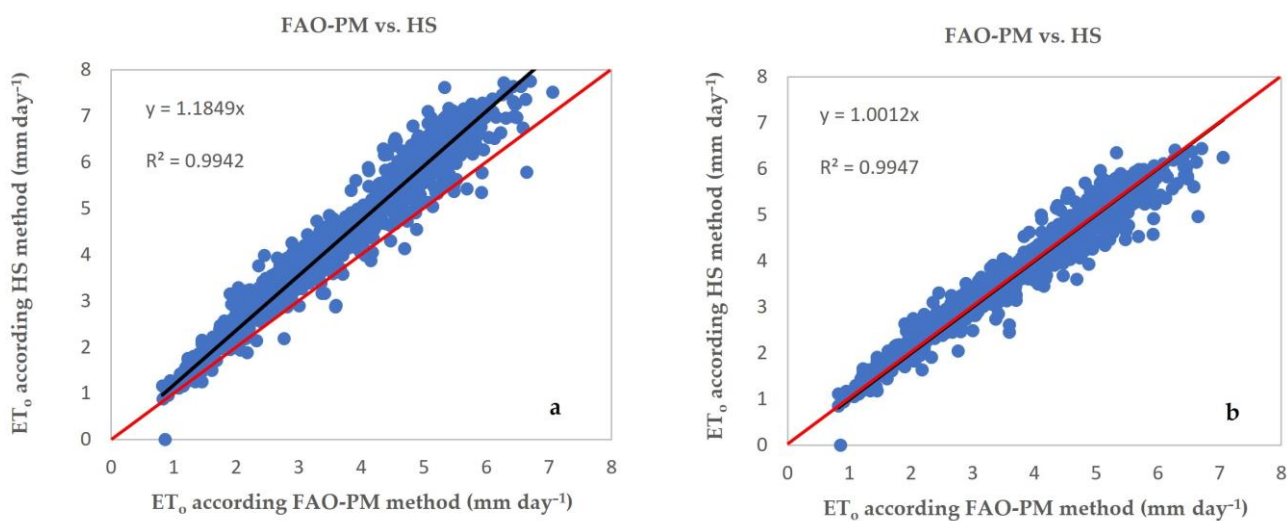 FAO-PM vs. HS
ETₒ according HS method (mm day⁻¹)
8
7
6
5
4
3
2
1
0
y = 1.1849x
R² = 0.9942
a
0 1 2 3 4 5 6 7 8
ETₒ according FAO-PM method (mm day⁻¹)
FAO-PM vs. HS
ETₒ according HS method (mm day⁻¹)
8
7
6
5
4
3
2
1
0
y = 1.0012x
R² = 0.9947
b
0 1 2 3 4 5 6 7 8
ETₒ according FAO-PM method (mm day⁻¹)